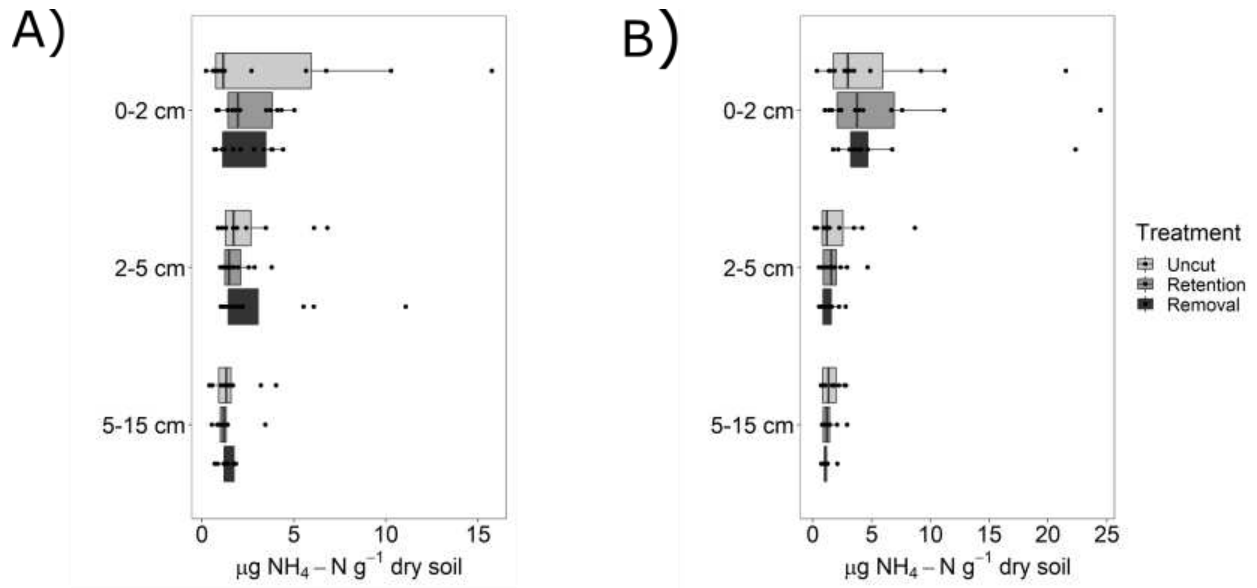 A)
0-2 cm
2-5 cm
5-15 cm
0 5 10 15
μg NH₄ – N g⁻¹ dry soil
B)
0-2 cm
2-5 cm
5-15 cm
0 5 10 15 20 25
μg NH₄ – N g⁻¹ dry soil
Treatment
Uncut
Retention
Removal